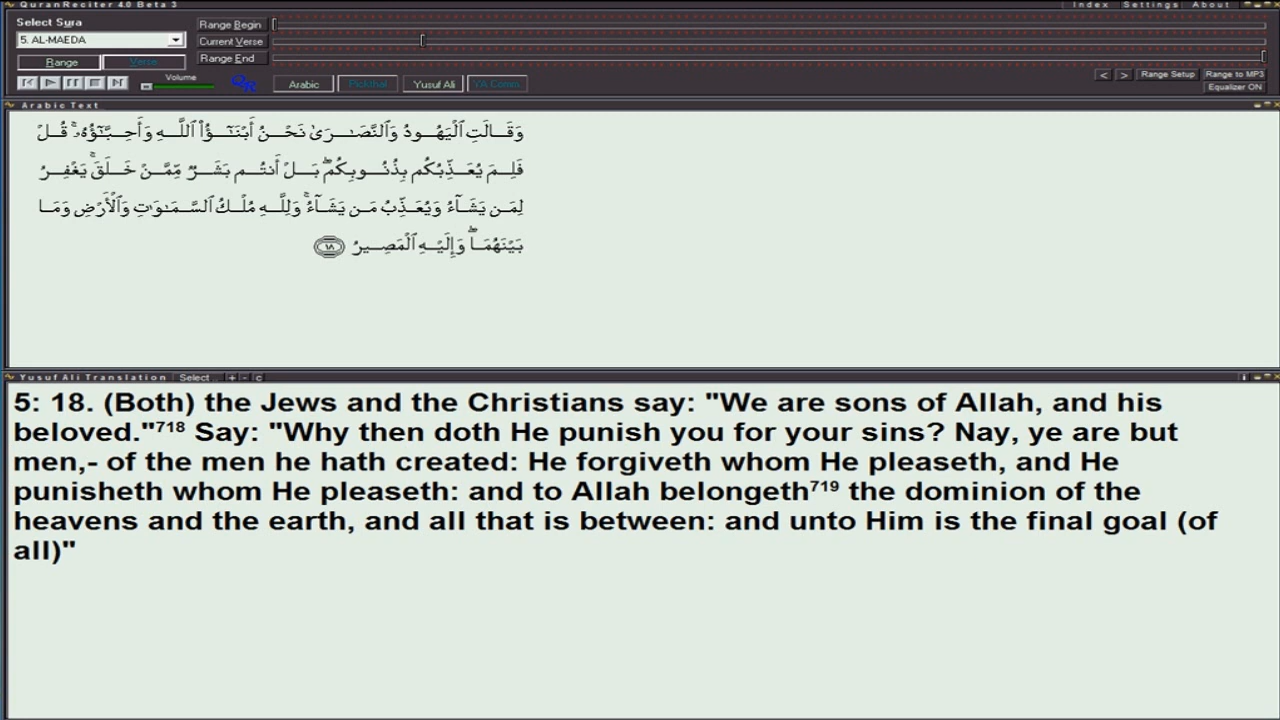 QuranReciter 4.0 Beta 3
Index Settings About
Select Sura
5. AL-MAEDA
Range Verse
Volume
Range Begin
Current Verse
Range End
QR
Arabic Pickthal Yusuf Ali YA Comm.
< > Range Setup Range to MP3
Equalizer ON
Arabic Text
وَقَالَتِ ٱلْيَهُودُ وَٱلنَّصَـٰرَىٰ نَحْنُ أَبْنَـٰٓؤُا۟ ٱللَّهِ وَأَحِبَّـٰٓؤُهُۥ ۚ قُلْ
فَلِمَ يُعَذِّبُكُم بِذُنُوبِكُم ۖ بَلْ أَنتُم بَشَرٌ مِّمَّنْ خَلَقَ ۚ يَغْفِرُ
لِمَن يَشَآءُ وَيُعَذِّبُ مَن يَشَآءُ ۚ وَلِلَّهِ مُلْكُ ٱلسَّمَـٰوَٰتِ وَٱلْأَرْضِ وَمَا
بَيْنَهُمَا ۖ وَإِلَيْهِ ٱلْمَصِيرُ ١٨
Yusuf Ali Translation Select + - c
5: 18. (Both) the Jews and the Christians say: "We are sons of Allah, and his
beloved."718 Say: "Why then doth He punish you for your sins? Nay, ye are but
men,- of the men he hath created: He forgiveth whom He pleaseth, and He
punisheth whom He pleaseth: and to Allah belongeth719 the dominion of the
heavens and the earth, and all that is between: and unto Him is the final goal (of
all)"